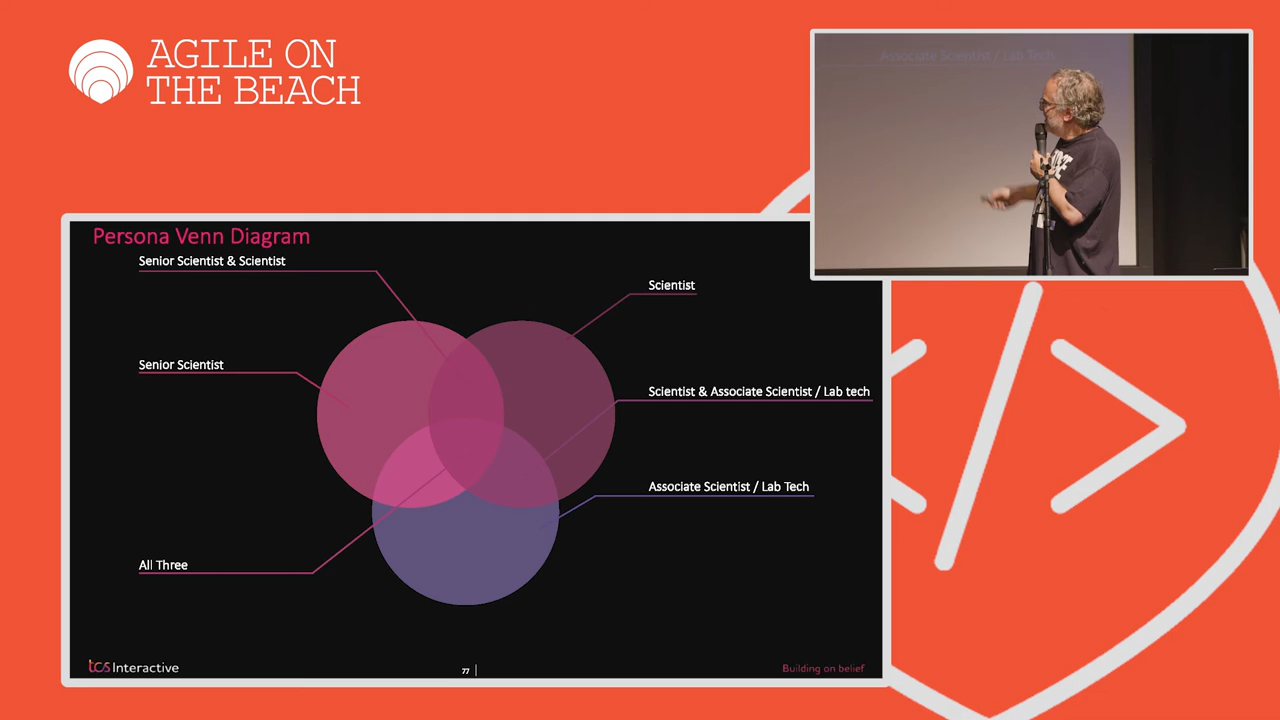 AGILE ON
THE BEACH
Associate Scientist / Lab Tech
Persona Venn Diagram
Senior Scientist & Scientist
Scientist
Senior Scientist
Scientist & Associate Scientist / Lab tech
Associate Scientist / Lab Tech
All Three
tcs Interactive
77
Building on belief